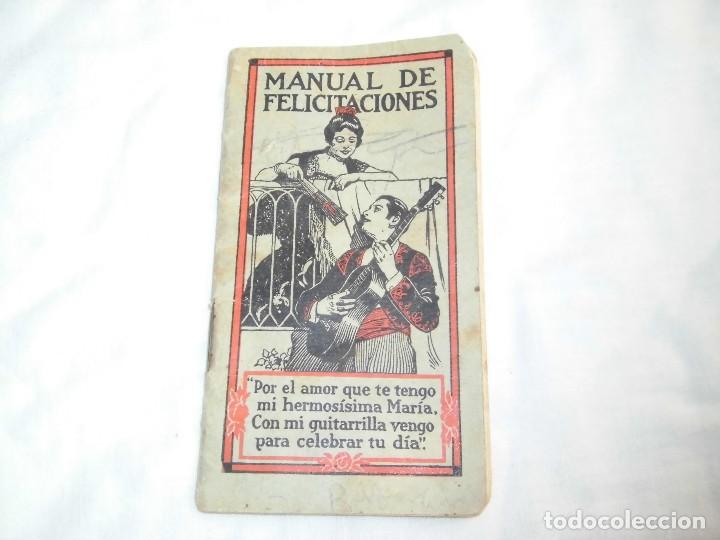 MANUAL DE
FELICITACIONES
"Por el amor que te tengo
mi hermosísima María,
Con mi guitarrilla vengo
para celebrar tu día".
todocoleccion